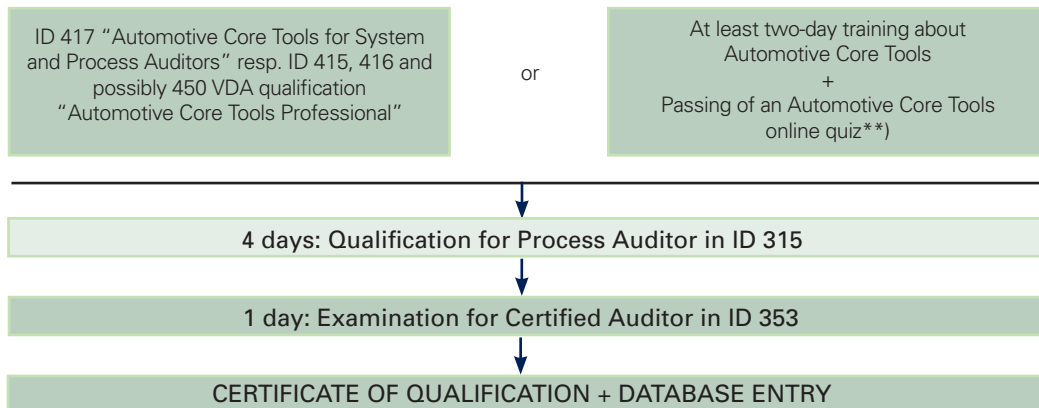 ID 417 “Automotive Core Tools for System
and Process Auditors” resp. ID 415, 416 and
possibly 450 VDA qualification
“Automotive Core Tools Professional”
or
At least two-day training about
Automotive Core Tools
+
Passing of an Automotive Core Tools
online quiz**)
4 days: Qualification for Process Auditor in ID 315
1 day: Examination for Certified Auditor in ID 353
CERTIFICATE OF QUALIFICATION + DATABASE ENTRY